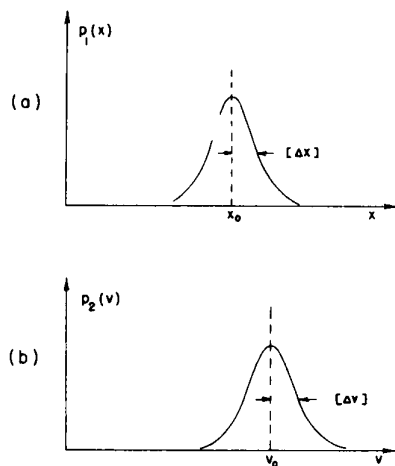 p₁(x)
(a)
[Δx]
x₀
x
p₂(v)
(b)
[Δv]
v₀
v